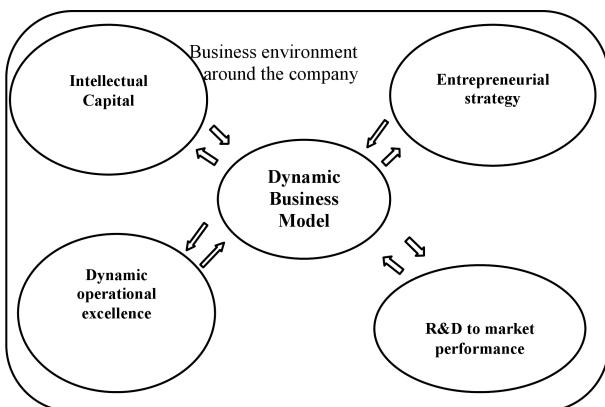 Business environment
around the company
Intellectual
Capital
Entrepreneurial
strategy
Dynamic
Business
Model
Dynamic
operational
excellence
R&D to market
performance